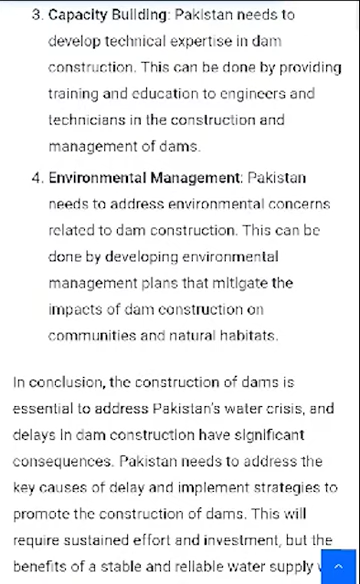 3. Capacity Building: Pakistan needs to
develop technical expertise in dam
construction. This can be done by providing
training and education to engineers and
technicians in the construction and
management of dams.
4. Environmental Management: Pakistan
needs to address environmental concerns
related to dam construction. This can be
done by developing environmental
management plans that mitigate the
impacts of dam construction on
communities and natural habitats.
In conclusion, the construction of dams is
essential to address Pakistan's water crisis, and
delays in dam construction have significant
consequences. Pakistan needs to address the
key causes of delay and implement strategies to
promote the construction of dams. This will
require sustained effort and investment, but the
benefits of a stable and reliable water supply